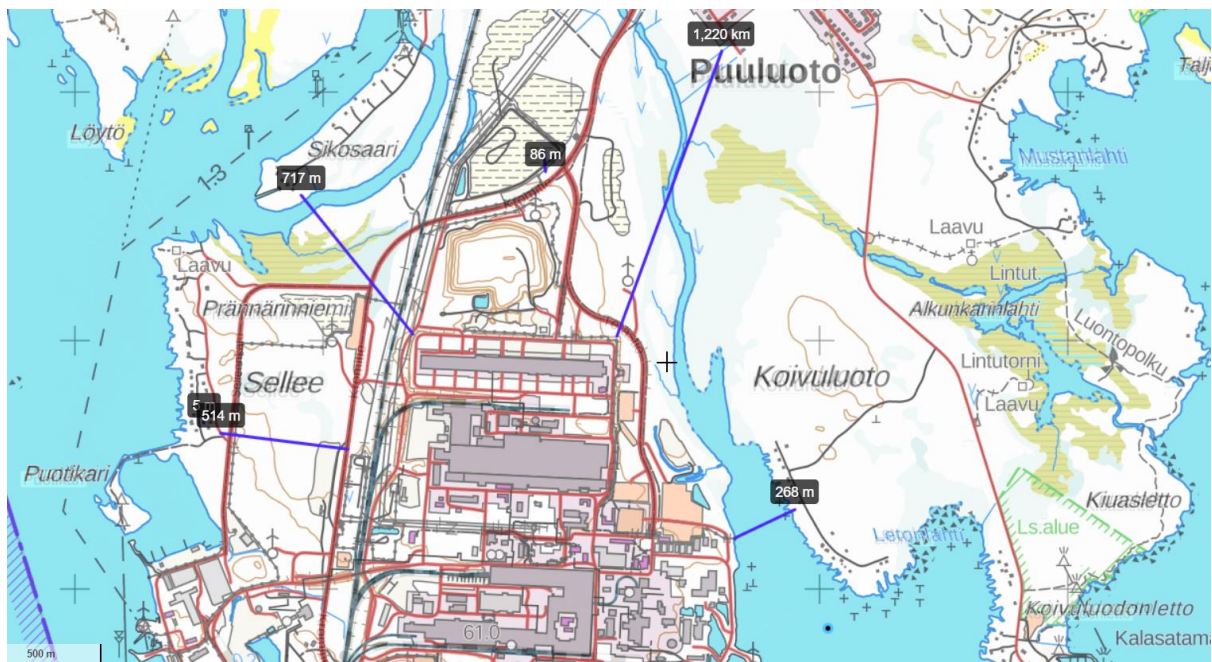 1,220 km
Puuluoto
Löytö
Sikosaari
1-3
717 m
86 m
Mustanlahti
Laavu
Laavu
Lintut.
Prännärinniemi
Alkunkarinlahti
Luontopolku
Sellee
Koivuluoto
Lintutorni
Laavu
514 m
Puotikari
268 m
Kiuasletto
Ls.alue
Letonlahti
Koivuluodonletto
61.0
Kalasatama
500 m